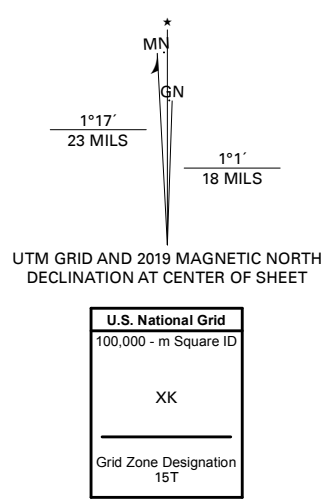 MN
GN
1°17´
23 MILS
1°1´
18 MILS
UTM GRID AND 2019 MAGNETIC NORTH
DECLINATION AT CENTER OF SHEET
U.S. National Grid
100,000 - m Square ID
XK
Grid Zone Designation
15T